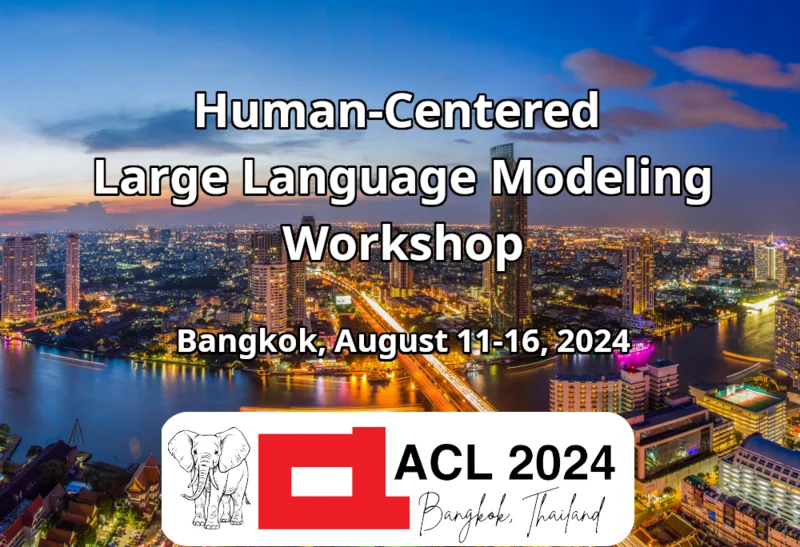 Human-Centered
Large Language Modeling
Workshop
Bangkok, August 11-16, 2024
ACL 2024
Bangkok, Thailand